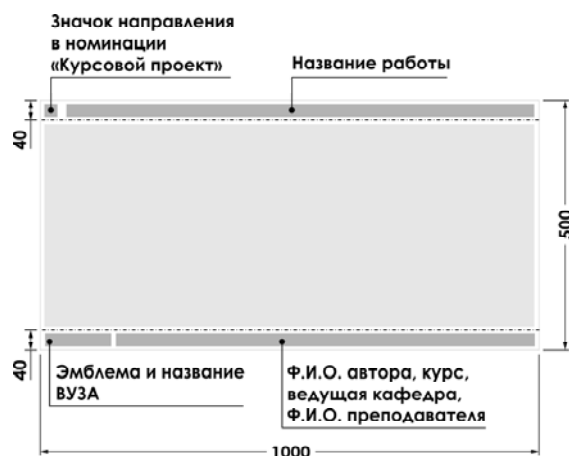 Значок направления
в номинации
«Курсовой проект»
Название работы
40
500
40
Эмблема и название
ВУЗА
Ф.И.О. автора, курс,
ведущая кафедра,
Ф.И.О. преподавателя
1000